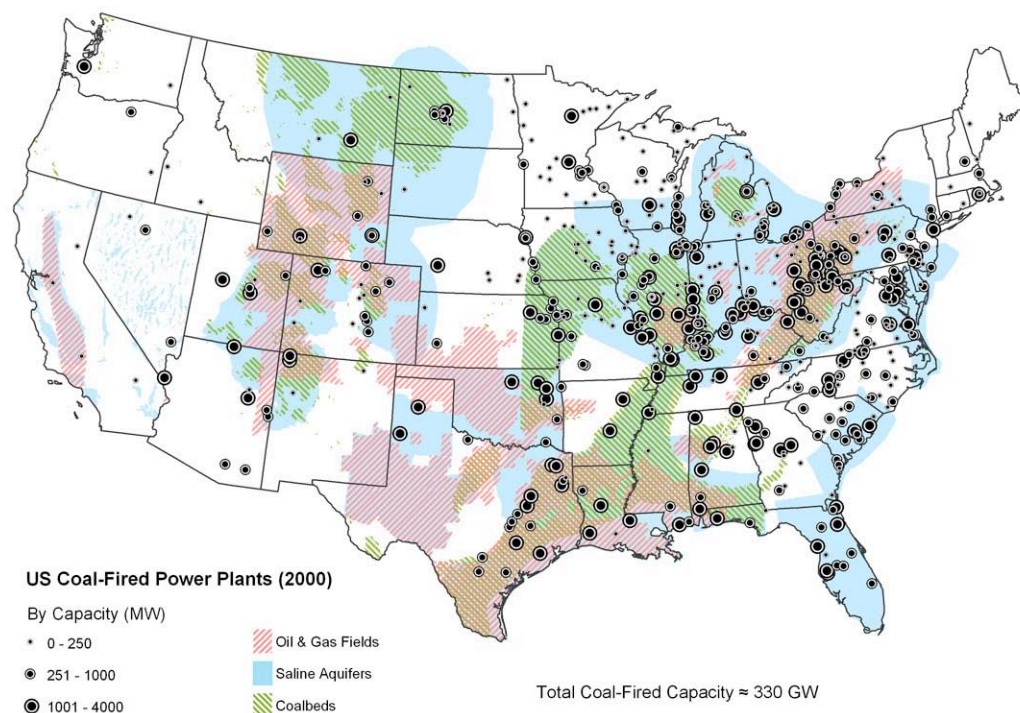 US Coal-Fired Power Plants (2000)
By Capacity (MW)
0 - 250
251 - 1000
1001 - 4000
Oil & Gas Fields
Saline Aquifers
Coalbeds
Total Coal-Fired Capacity ≈ 330 GW